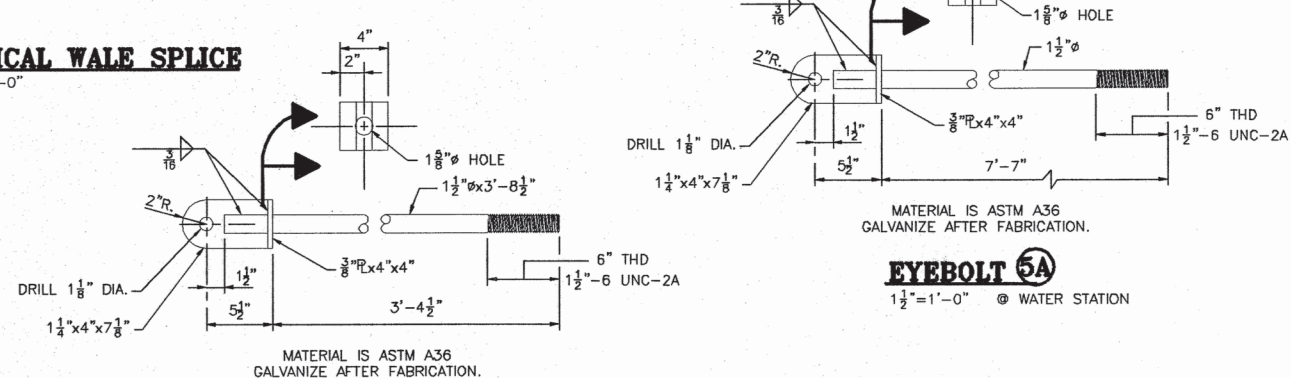 ICAL WALE SPLICE
-0"
4"
2"
3/16
1 5/8"ø HOLE
1 1/2"øx3'-8 1/2"
2"R.
3/8"℄x4"x4"
6" THD
1 1/2"-6 UNC-2A
DRILL 1 1/8" DIA.
1 1/2"
5 1/2"
3'-4 1/2"
1 1/4"x4"x7 1/8"
MATERIAL IS ASTM A36
GALVANIZE AFTER FABRICATION.
3/16
1 5/8"ø HOLE
1 1/2"ø
2"R.
3/8"℄x4"x4"
6" THD
1 1/2"-6 UNC-2A
DRILL 1 1/8" DIA.
1 1/2"
5 1/2"
7'-7"
1 1/4"x4"x7 1/8"
MATERIAL IS ASTM A36
GALVANIZE AFTER FABRICATION.
EYEBOLT 5A
1 1/2"=1'-0" @ WATER STATION